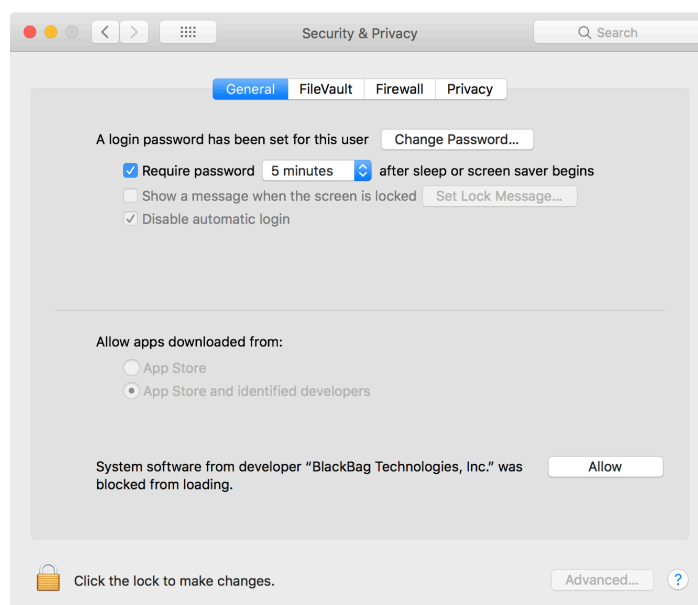 Security & Privacy
Search
General FileVault Firewall Privacy
A login password has been set for this user Change Password...
Require password 5 minutes after sleep or screen saver begins
Show a message when the screen is locked Set Lock Message...
Disable automatic login
Allow apps downloaded from:
App Store
App Store and identified developers
System software from developer “BlackBag Technologies, Inc.” was Allow
blocked from loading.
Click the lock to make changes. Advanced... ?